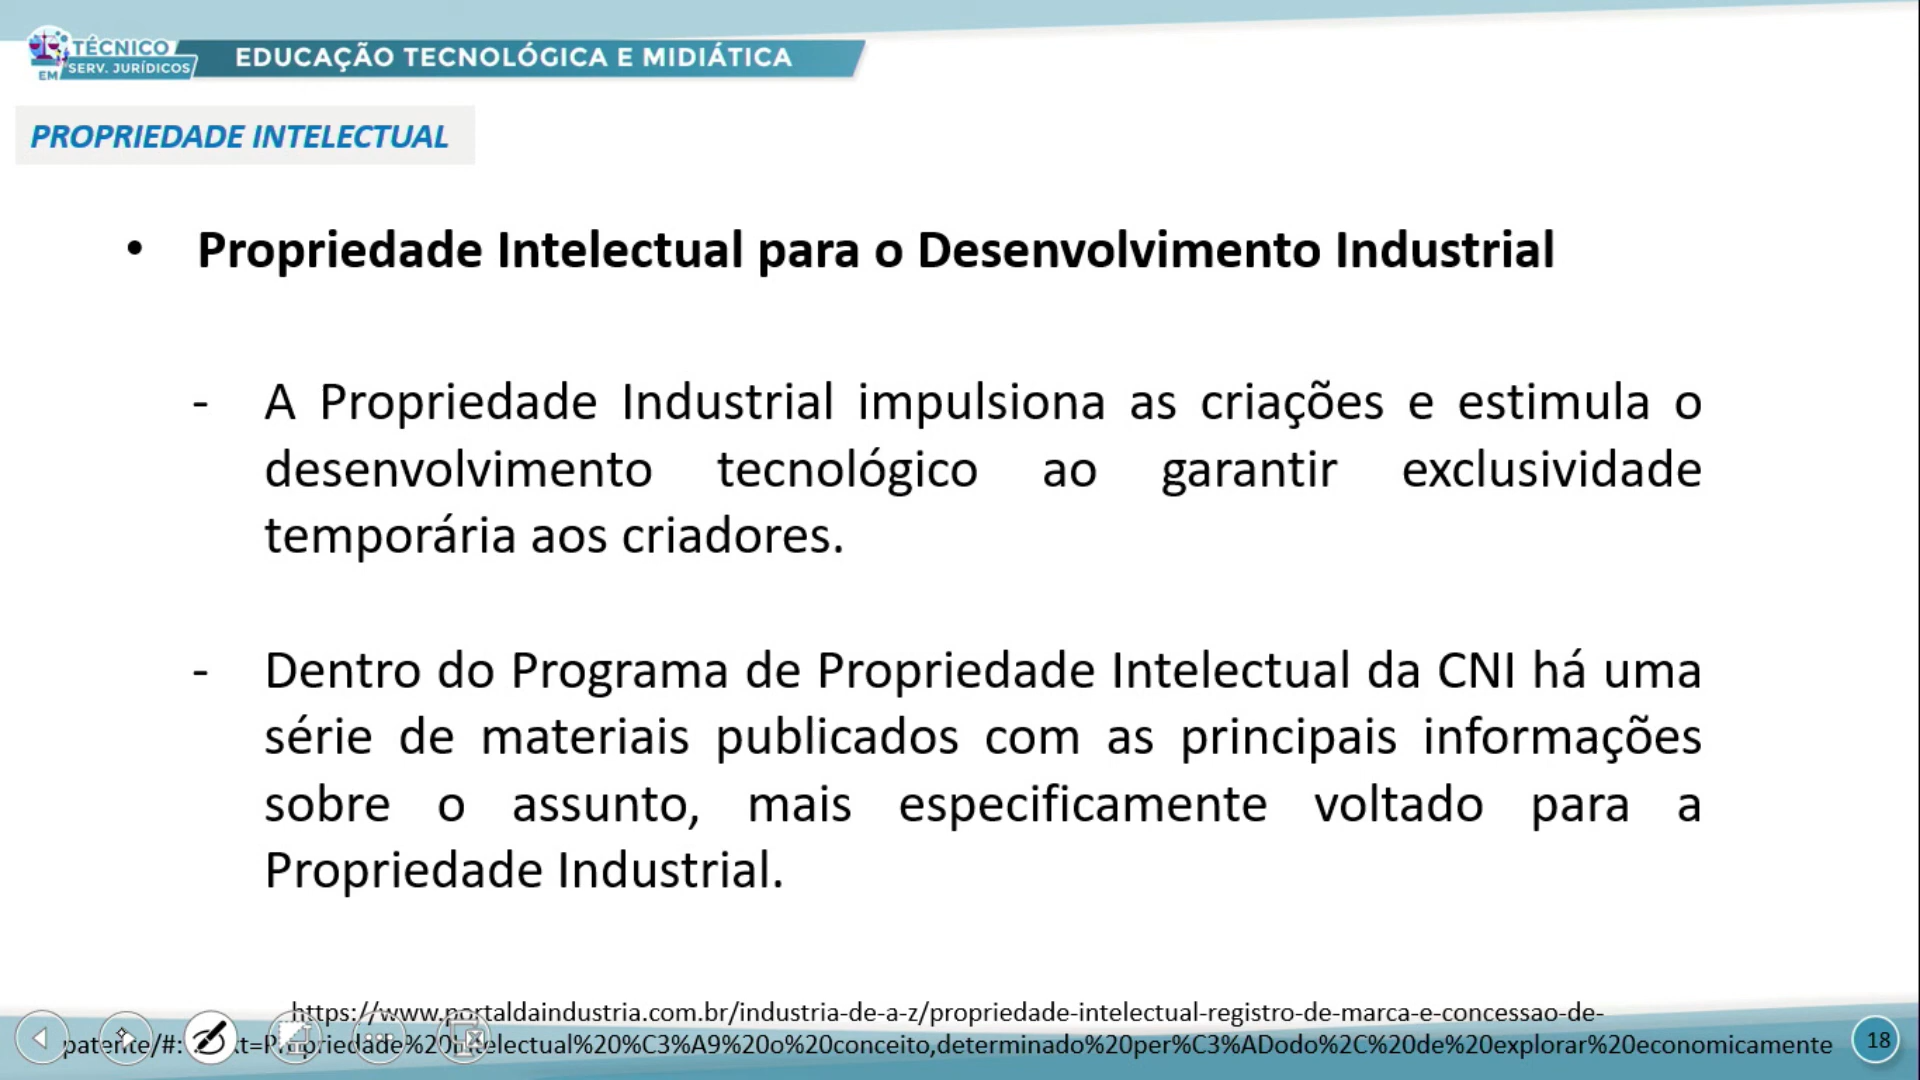 TÉCNICO
EM SERV. JURÍDICOS
EDUCAÇÃO TECNOLÓGICA E MIDIÁTICA
PROPRIEDADE INTELECTUAL
• Propriedade Intelectual para o Desenvolvimento Industrial
- A Propriedade Industrial impulsiona as criações e estimula o
desenvolvimento tecnológico ao garantir exclusividade
temporária aos criadores.
- Dentro do Programa de Propriedade Intelectual da CNI há uma
série de materiais publicados com as principais informações
sobre o assunto, mais especificamente voltado para a
Propriedade Industrial.
https://www.portaldaindustria.com.br/industria-de-a-z/propriedade-intelectual-registro-de-marca-e-concessao-de-
patente/#: t=Propriedade%20Intelectual%20%C3%A9%20o%20conceito,determinado%20per%C3%ADodo%2C%20de%20explorar%20economicamente
18